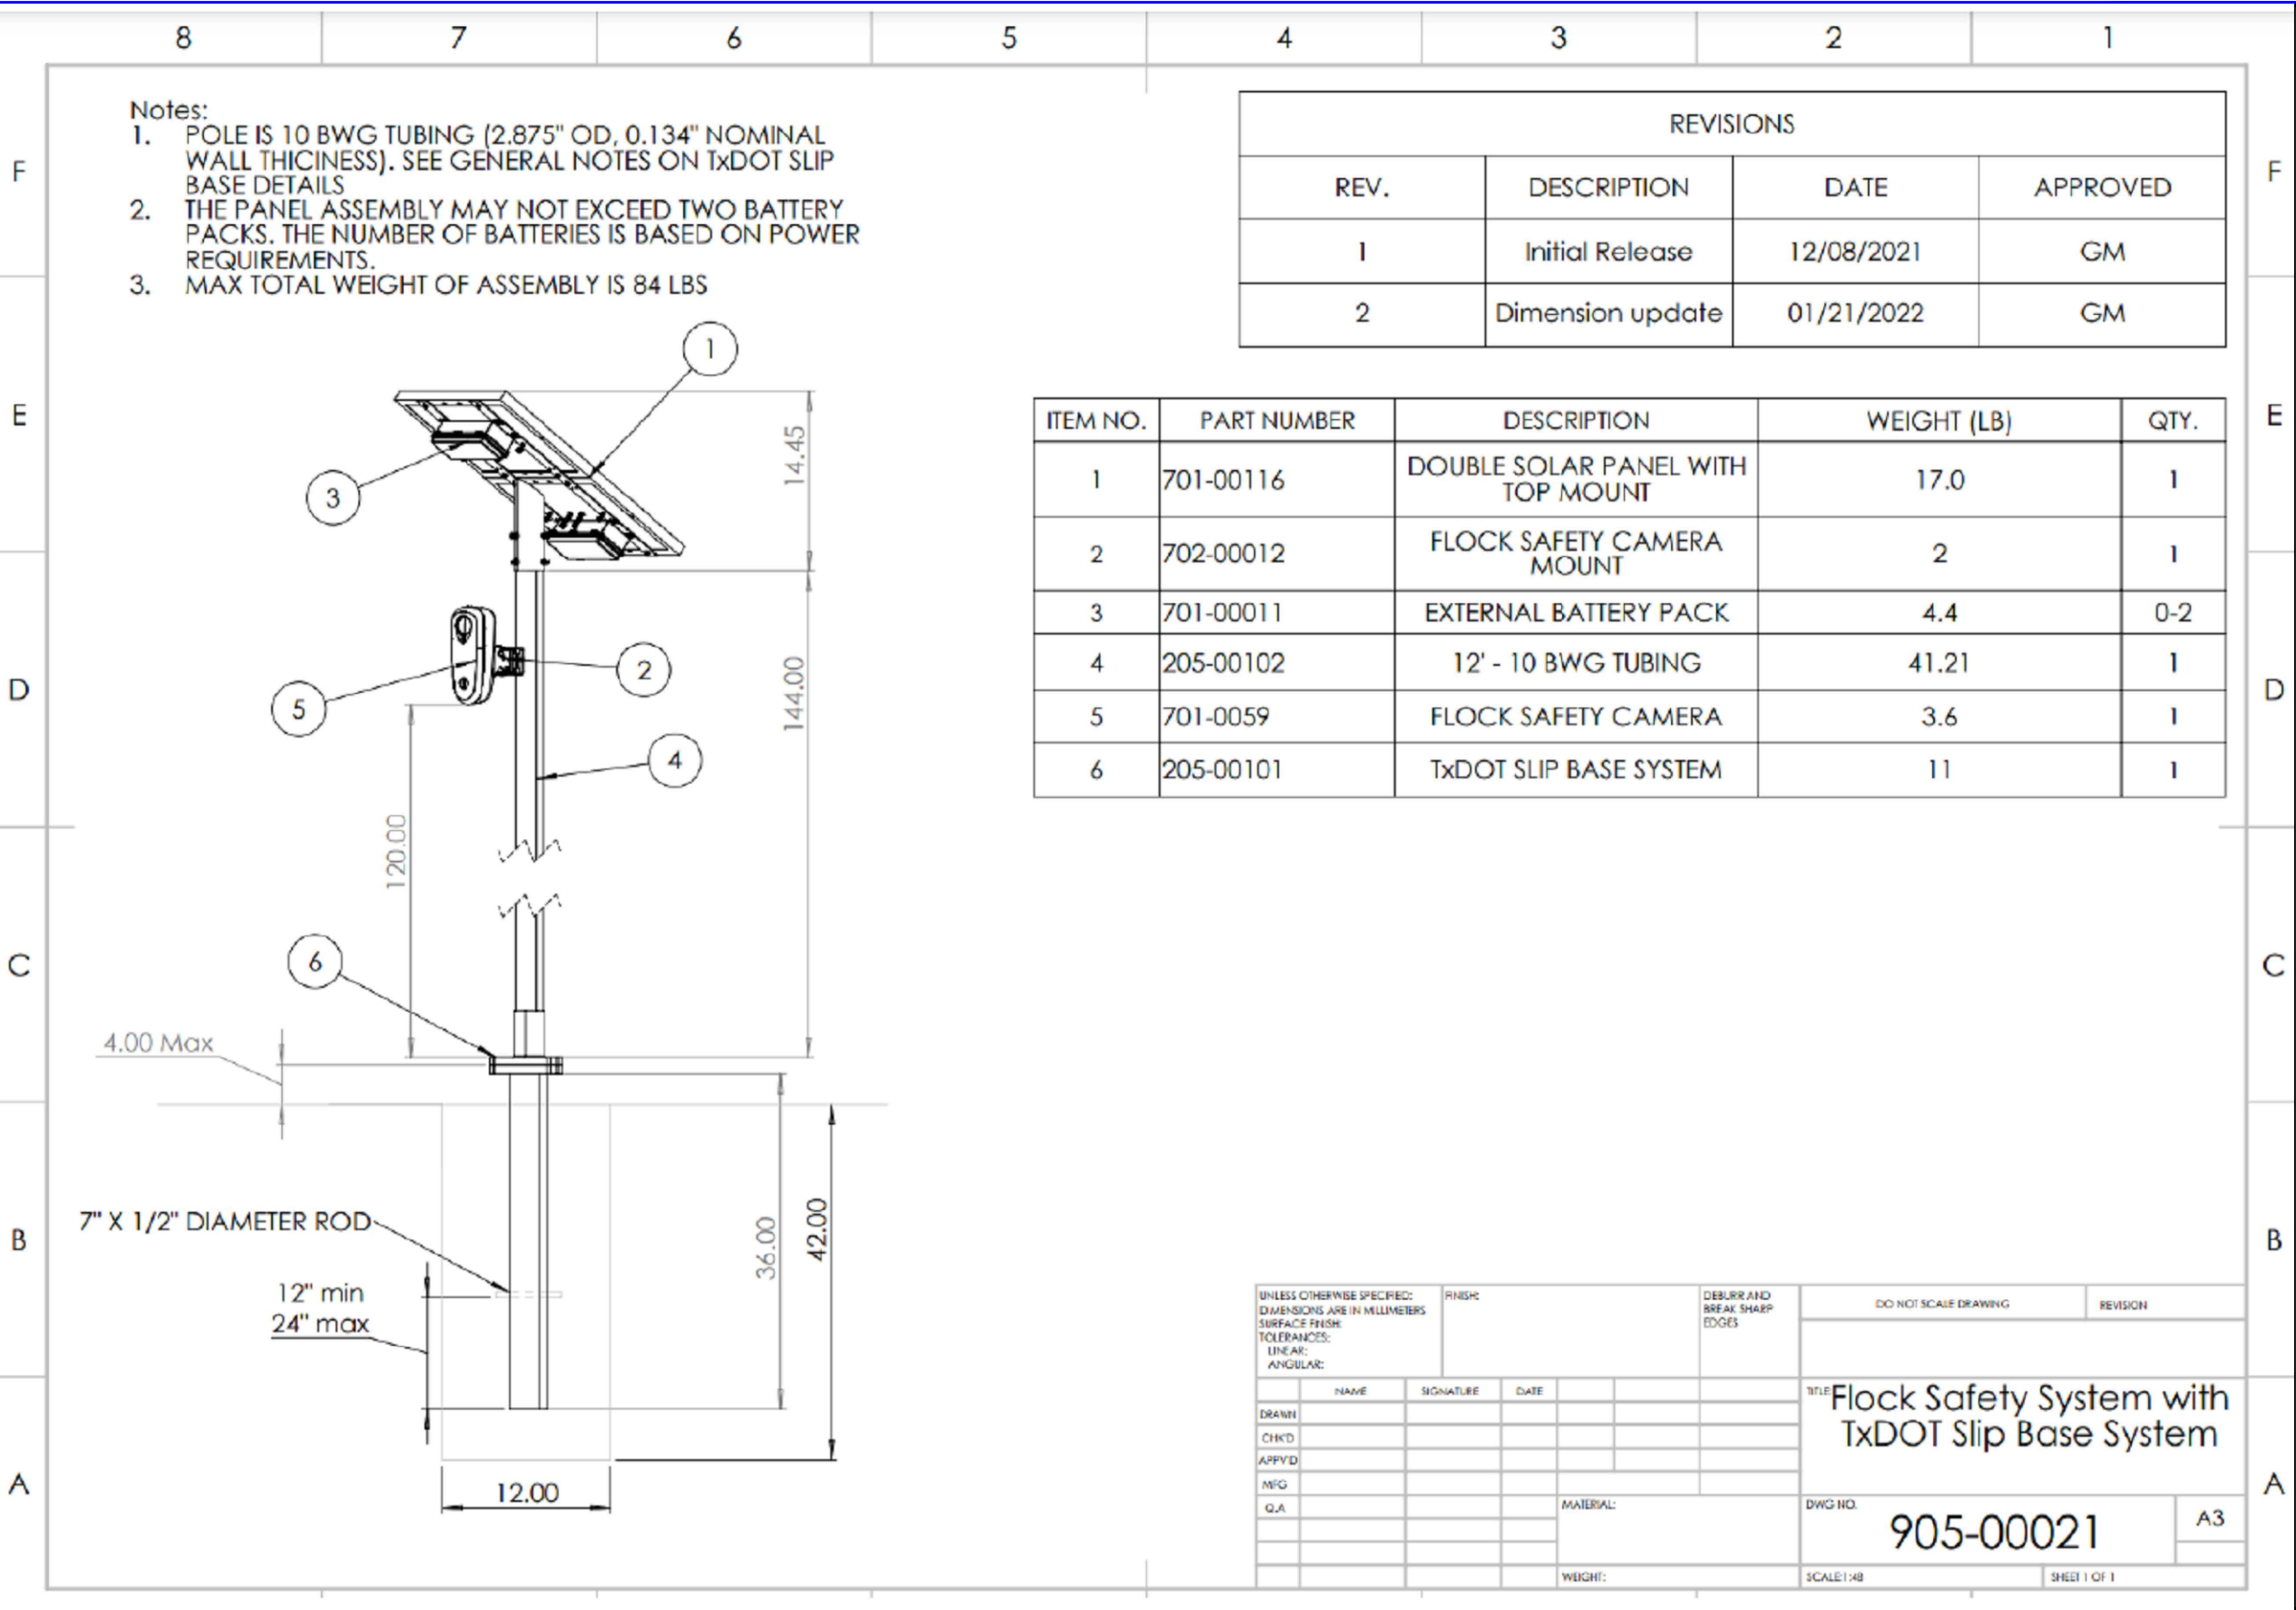 8 7 6 5 4 3 2 1
F
E
D
C
B
A
Notes:
1. POLE IS 10 BWG TUBING (2.875" OD, 0.134" NOMINAL
WALL THICINESS). SEE GENERAL NOTES ON TxDOT SLIP
BASE DETAILS
2. THE PANEL ASSEMBLY MAY NOT EXCEED TWO BATTERY
PACKS. THE NUMBER OF BATTERIES IS BASED ON POWER
REQUIREMENTS.
3. MAX TOTAL WEIGHT OF ASSEMBLY IS 84 LBS
REVISIONS
REV. DESCRIPTION DATE APPROVED
1 Initial Release 12/08/2021 GM
2 Dimension update 01/21/2022 GM
ITEM NO. PART NUMBER DESCRIPTION WEIGHT (LB) QTY.
1 701-00116 DOUBLE SOLAR PANEL WITH
TOP MOUNT 17.0 1
2 702-00012 FLOCK SAFETY CAMERA
MOUNT 2 1
3 701-00011 EXTERNAL BATTERY PACK 4.4 0-2
4 205-00102 12' - 10 BWG TUBING 41.21 1
5 701-0059 FLOCK SAFETY CAMERA 3.6 1
6 205-00101 TxDOT SLIP BASE SYSTEM 11 1
1
3
14.45
2
5
144.00
4
120.00
6
4.00 Max
7" X 1/2" DIAMETER ROD
36.00
42.00
12" min
24" max
12.00
UNLESS OTHERWISE SPECIFIED:
DIMENSIONS ARE IN MILLIMETERS
SURFACE FINISH:
TOLERANCES:
LINEAR:
ANGULAR:
FINISH:
DEBURR AND
BREAK SHARP
EDGES
DO NOT SCALE DRAWING
REVISION
NAME SIGNATURE DATE
DRAWN
CHK'D
APPV'D
MFG
Q.A
MATERIAL:
WEIGHT:
TITLE:
Flock Safety System with
TxDOT Slip Base System
DWG NO.
905-00021
A3
SCALE:1:48
SHEET 1 OF 1
F
E
D
C
B
A